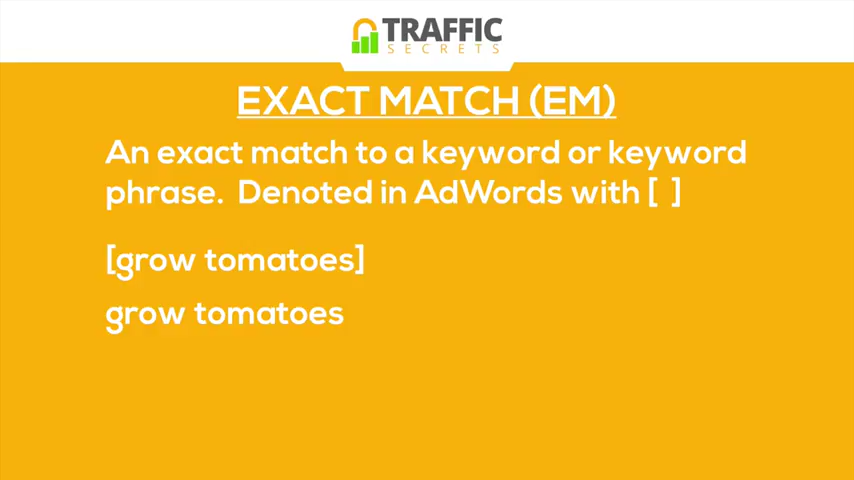 TRAFFIC
SECRETS
EXACT MATCH (EM)
An exact match to a keyword or keyword
phrase. Denoted in AdWords with [ ]
[grow tomatoes]
grow tomatoes